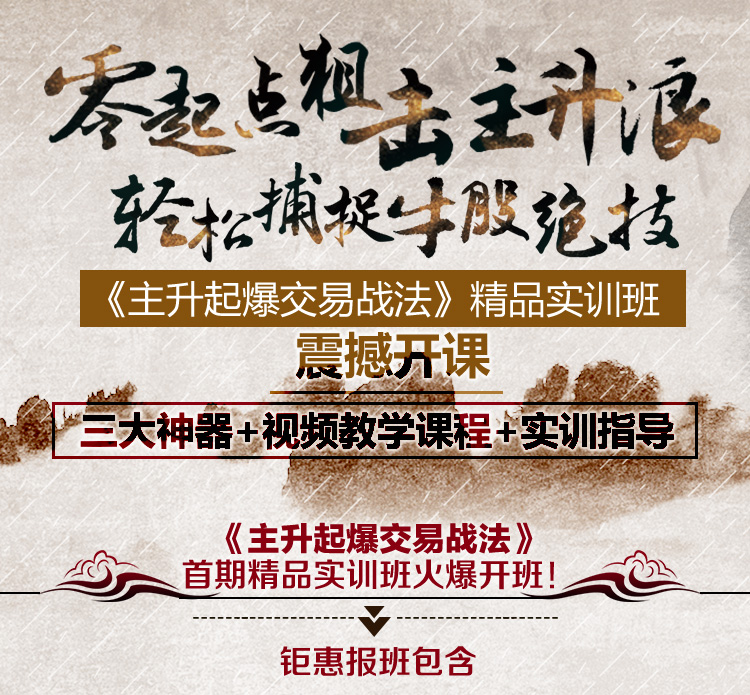 零起点狙击主升浪
轻松捕捉牛股绝技
《主升起爆交易战法》精品实训班
震撼开课
三大神器+视频教学课程+实训指导
《主升起爆交易战法》
首期精品实训班火爆开班!
钜惠报班包含